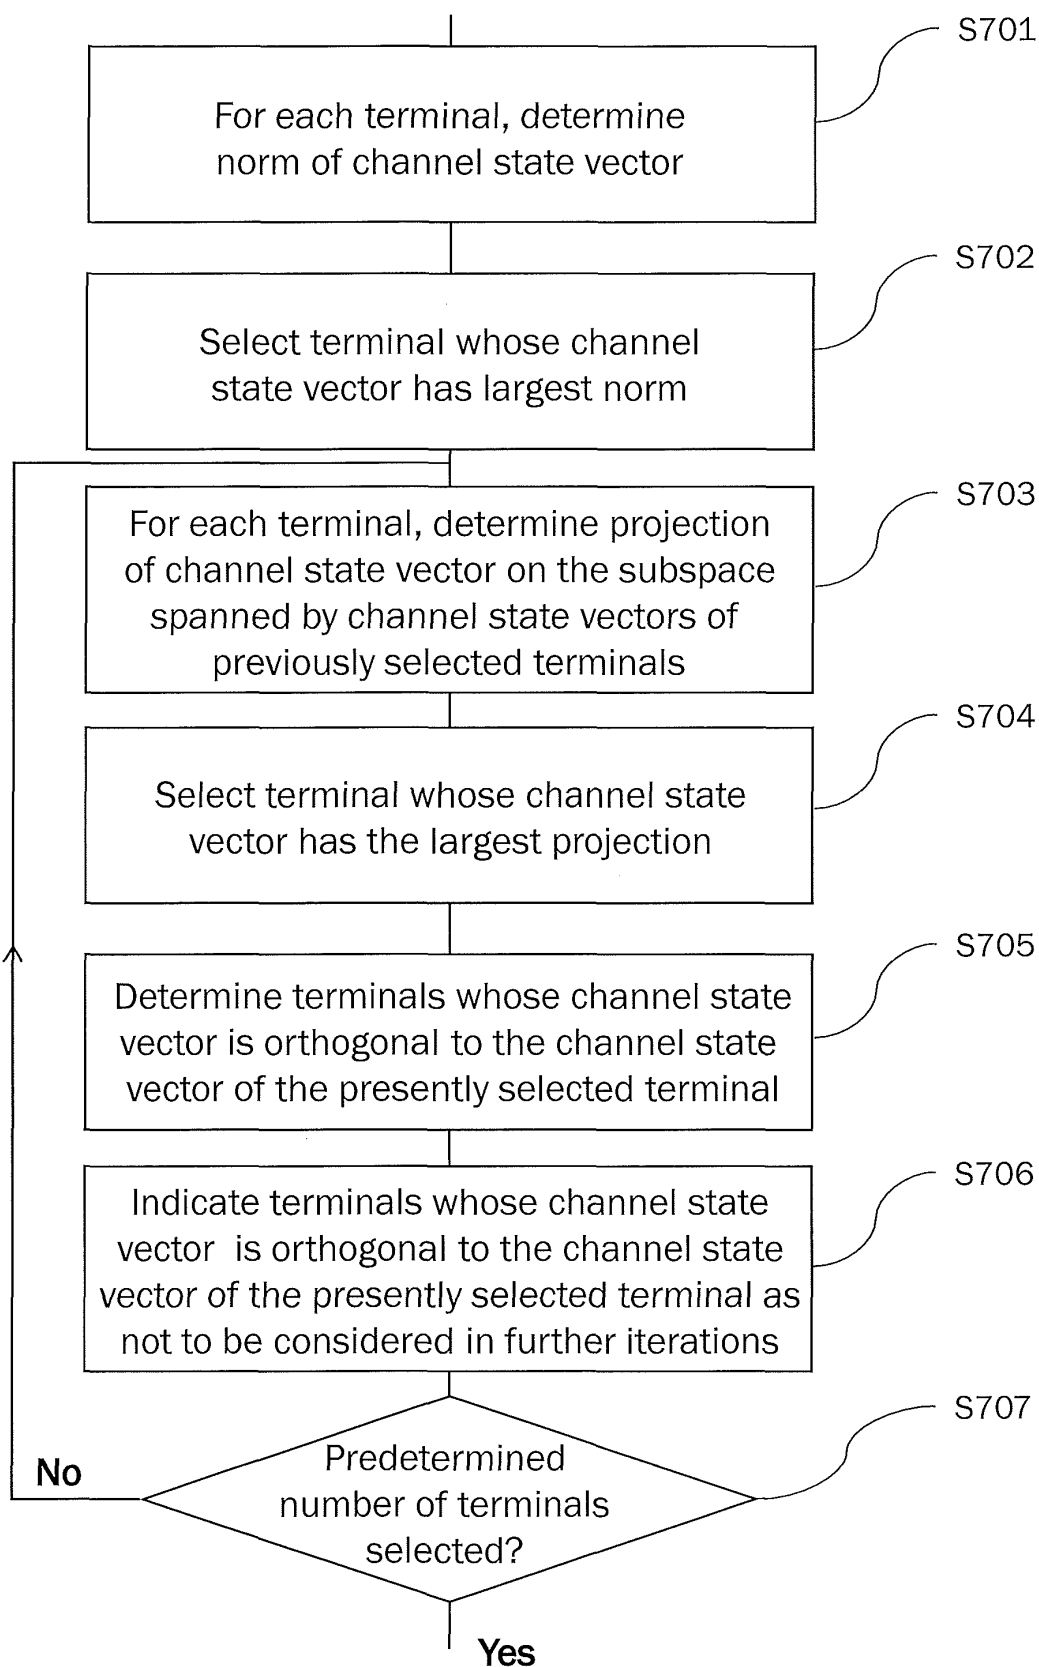 S701
For each terminal, determine
norm of channel state vector
S702
Select terminal whose channel
state vector has largest norm
S703
For each terminal, determine projection
of channel state vector on the subspace
spanned by channel state vectors of
previously selected terminals
S704
Select terminal whose channel state
vector has the largest projection
S705
Determine terminals whose channel state
vector is orthogonal to the channel state
vector of the presently selected terminal
S706
Indicate terminals whose channel state
vector is orthogonal to the channel state
vector of the presently selected terminal as
not to be considered in further iterations
S707
Predetermined
number of terminals
selected?
No
Yes